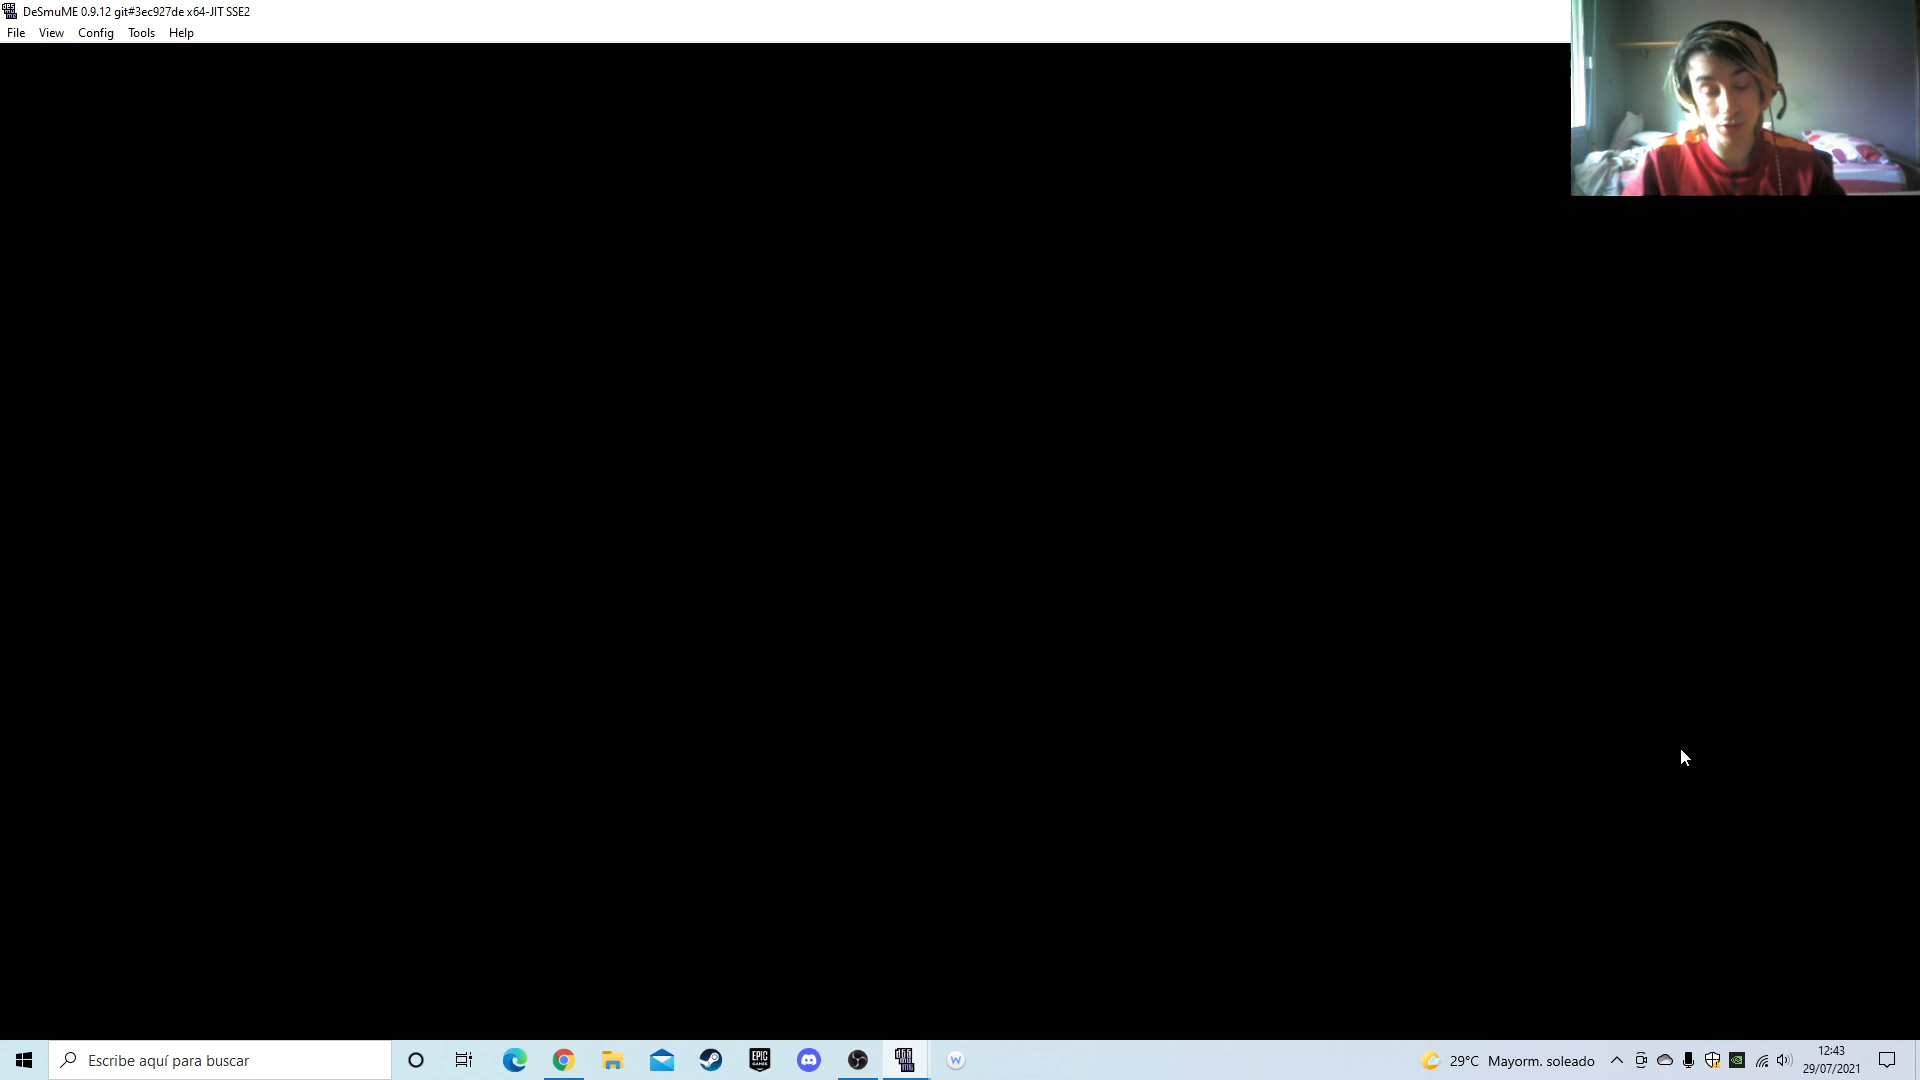 DeSmuME 0.9.12 git#3ec927de x64-JIT SSE2
File View Config Tools Help
Escribe aquí para buscar
EPIC GAMES
W
29°C Mayorm. soleado
12:43
29/07/2021